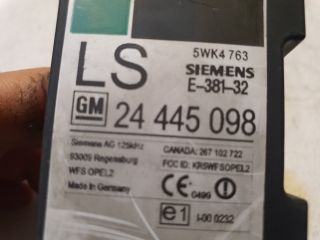 5WK4 763
LS
SIEMENS
E-381-32
GM
24 445 098
Siemens AG 125khz
CANADA: 267 102 722
93009 Regensburg
FCC ID: KR5WFSOPEL2
WFS OPEL2
Made In Germany
CE 0499
e1
I-00 0232